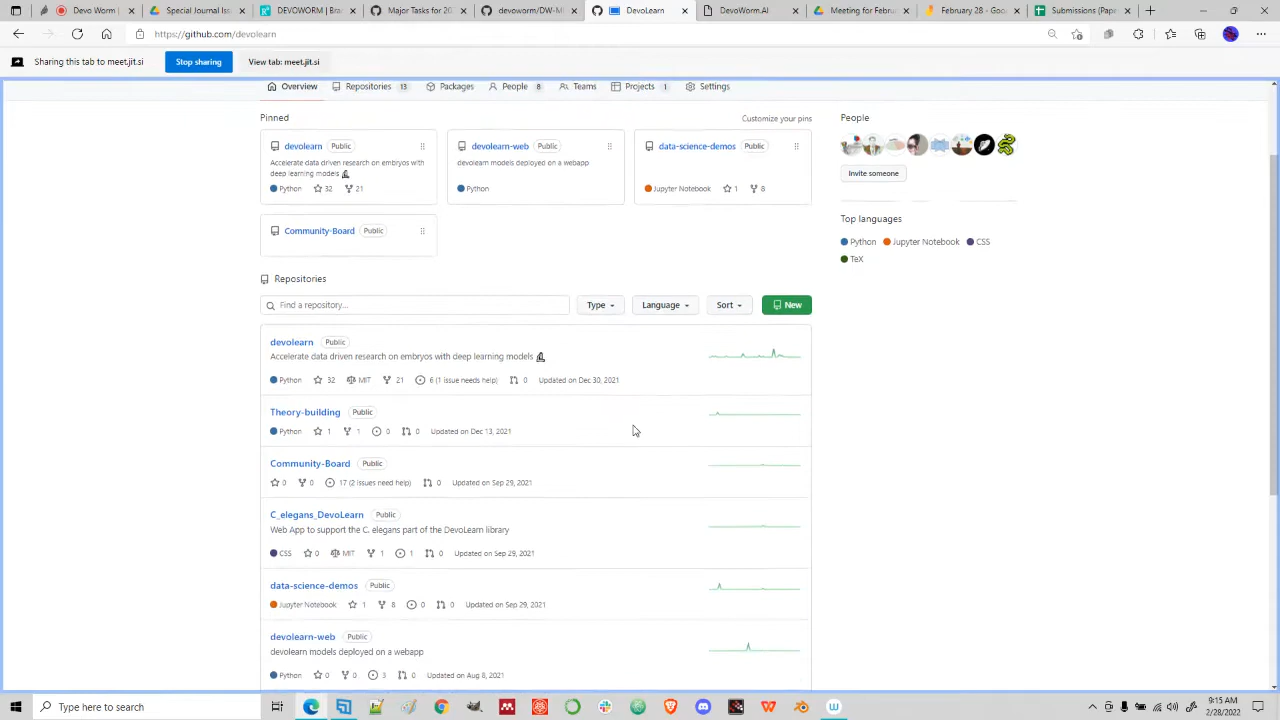 DEVOWORM | Bro
DevoWorm Group
DEVOWORM | Dev
Major Tasks for 20
devoworm/DW-M
DevoLearn
DevoWorm AI
Meeting for Februar
February 28 - Goo
Submissions (Pape
https://github.com/devolearn
Sharing this tab to meet.jit.si
Stop sharing
View tab: meet.jit.si
Overview Repositories 13 Packages People 8 Teams Projects 1 Settings
Pinned
Customize your pins
devolearn Public
Accelerate data driven research on embryos with
deep learning models
Python 32 21
devolearn-web Public
devolearn models deployed on a webapp
Python
data-science-demos Public
Jupyter Notebook 1 8
Community-Board Public
People
Invite someone
Top languages
Python Jupyter Notebook CSS
TeX
Repositories
Find a repository...
Type
Language
Sort
New
devolearn Public
Accelerate data driven research on embryos with deep learning models
Python 32 MIT 21 6 (1 issue needs help) 0 Updated on Dec 30, 2021
Theory-building Public
Python 1 1 0 0 Updated on Dec 13, 2021
Community-Board Public
0 0 17 (2 issues need help) 0 Updated on Sep 29, 2021
C_elegans_DevoLearn Public
Web App to support the C. elegans part of the DevoLearn library
CSS 0 MIT 1 1 0 Updated on Sep 29, 2021
data-science-demos Public
Jupyter Notebook 1 8 0 0 Updated on Sep 29, 2021
devolearn-web Public
devolearn models deployed on a webapp
Python 0 0 3 0 Updated on Aug 8, 2021
Type here to search
9:15 AM
2/28/2022